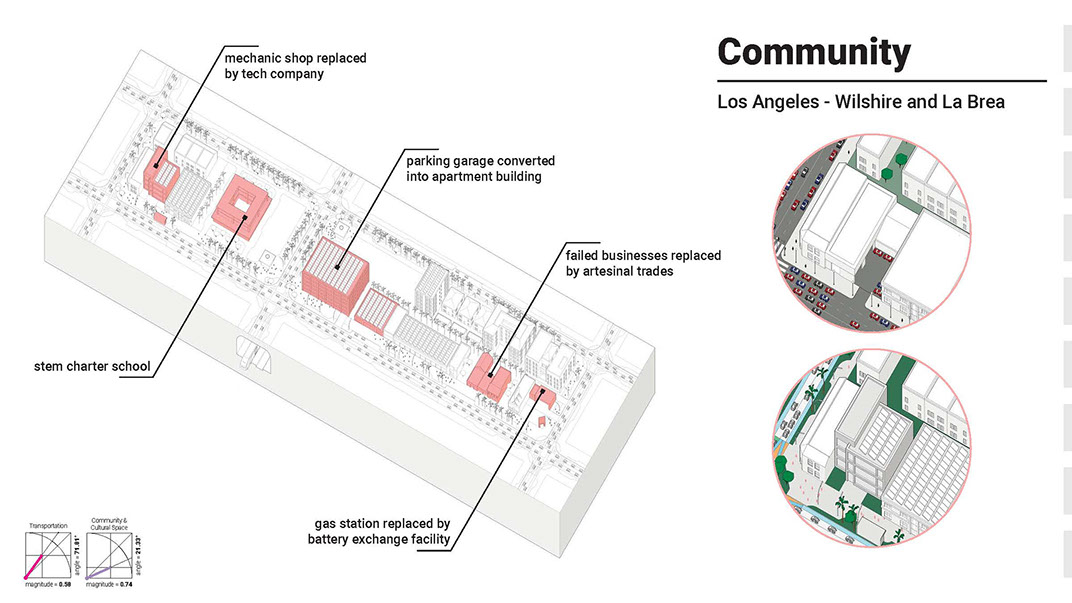 Community
Los Angeles - Wilshire and La Brea
mechanic shop replaced
by tech company
parking garage converted
into apartment building
failed businesses replaced
by artesinal trades
stem charter school
gas station replaced by
battery exchange facility
Transportation
angle = 71.81°
magnitude = 0.58
Community &
Cultural Space
angle = 21.33°
magnitude = 0.74